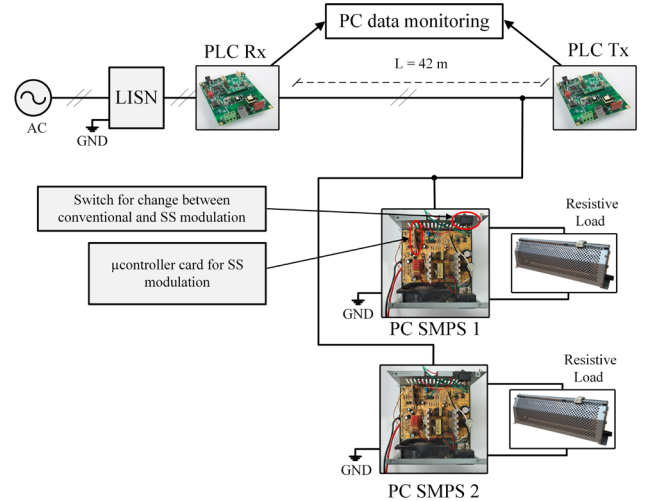 PC data monitoring
PLC Rx
PLC Tx
L = 42 m
LISN
AC
GND
Switch for change between
conventional and SS modulation
Resistive
Load
µcontroller card for SS
modulation
GND
PC SMPS 1
Resistive
Load
GND
PC SMPS 2